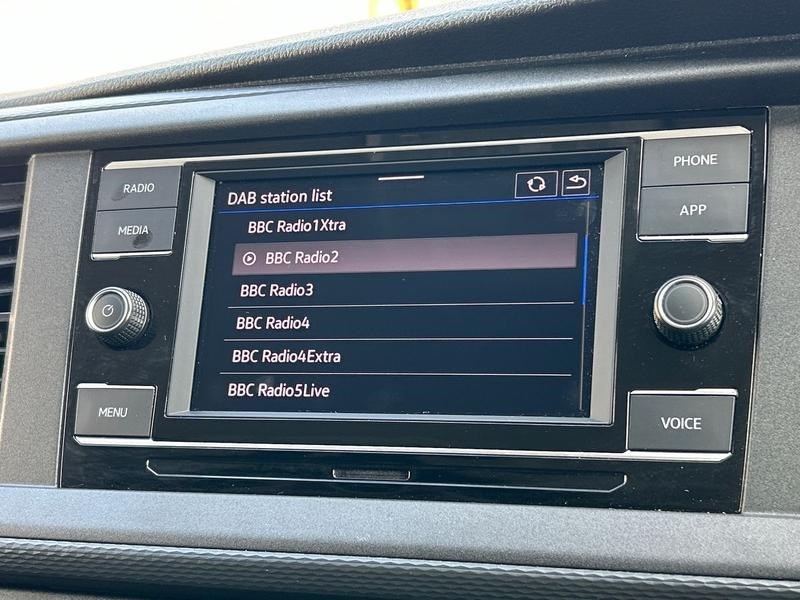 RADIO
MEDIA
MENU
DAB station list
BBC Radio1Xtra
BBC Radio2
BBC Radio3
BBC Radio4
BBC Radio4Extra
BBC Radio5Live
PHONE
APP
VOICE